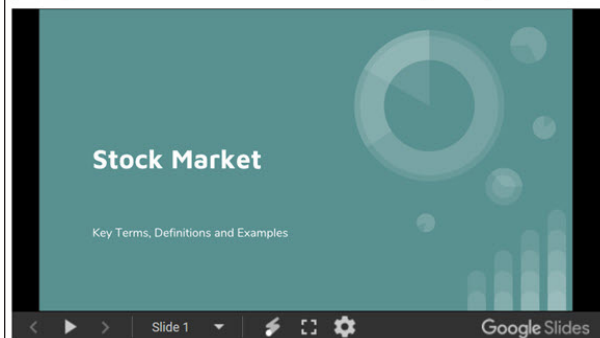 Stock Market
Key Terms, Definitions and Examples
Slide 1
Google Slides